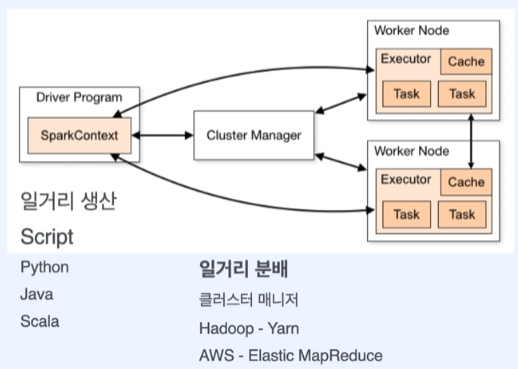 Worker Node
Executor
Cache
Task
Task
Driver Program
SparkContext
Cluster Manager
Worker Node
Executor
Cache
Task
Task
일거리 생산
Script
Python
Java
Scala
일거리 분배
클러스터 매니저
Hadoop - Yarn
AWS - Elastic MapReduce